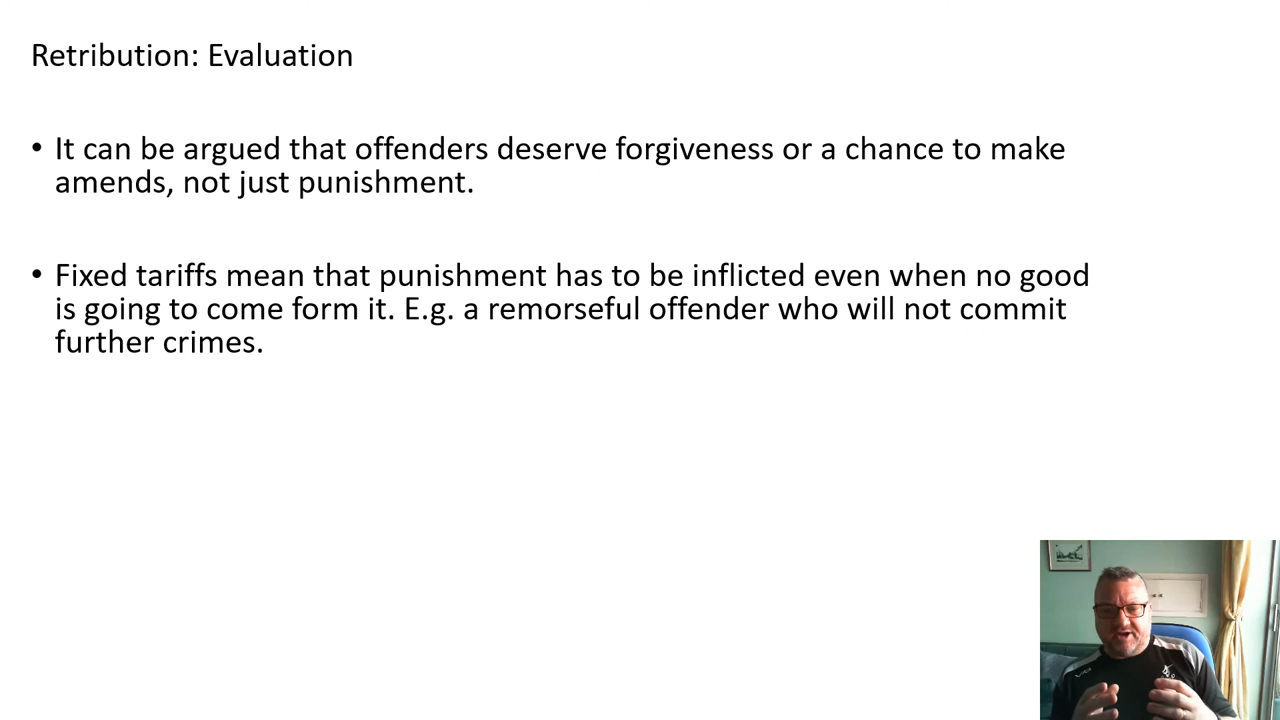 Retribution: Evaluation
• It can be argued that offenders deserve forgiveness or a chance to make
amends, not just punishment.
• Fixed tariffs mean that punishment has to be inflicted even when no good
is going to come form it. E.g. a remorseful offender who will not commit
further crimes.